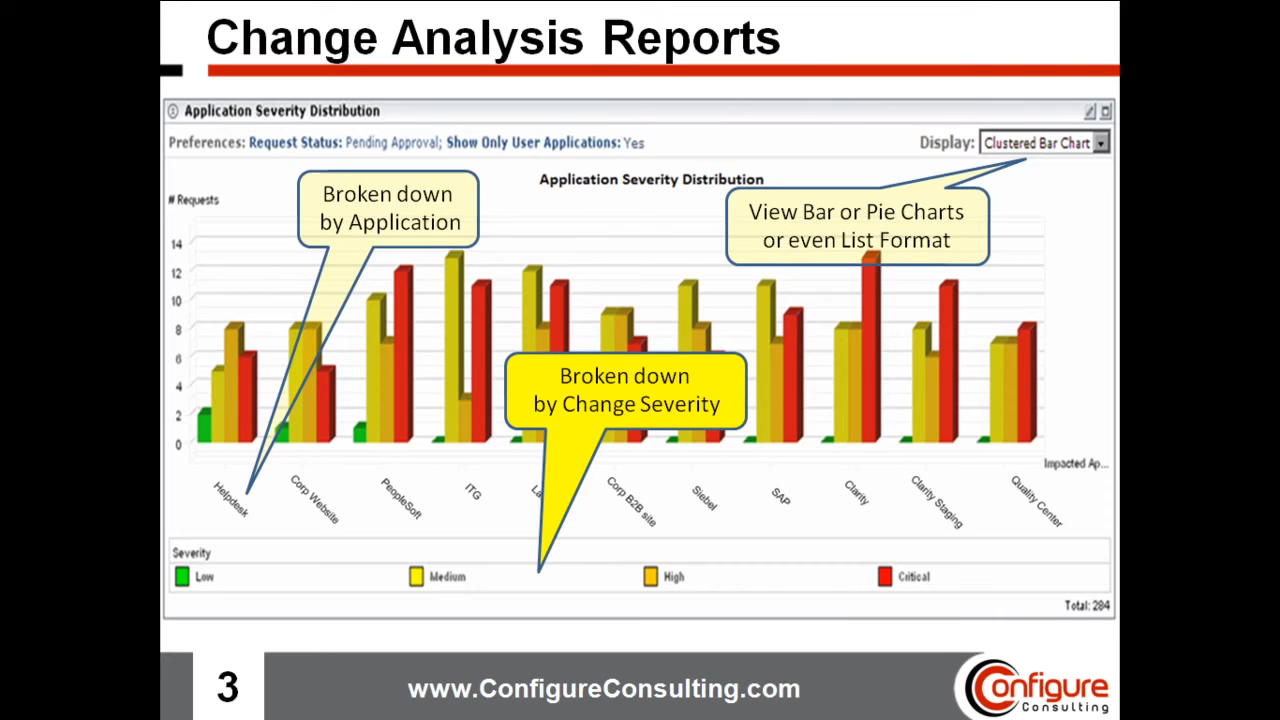 Change Analysis Reports
Application Severity Distribution
Preferences: Request Status: Pending Approval; Show Only User Applications: Yes
Display: Clustered Bar Chart
Application Severity Distribution
# Requests
Broken down
by Application
View Bar or Pie Charts
or even List Format
14
12
10
8
6
4
2
0
Broken down
by Change Severity
Impacted Ap...
Helpdesk
Corp Website
PeopleSoft
ITG
Corp B2B site
Siebel
SAP
Clarity
Clarity Staging
Quality Center
Severity
Low
Medium
High
Critical
Total: 284
3
www.ConfigureConsulting.com
Configure
Consulting